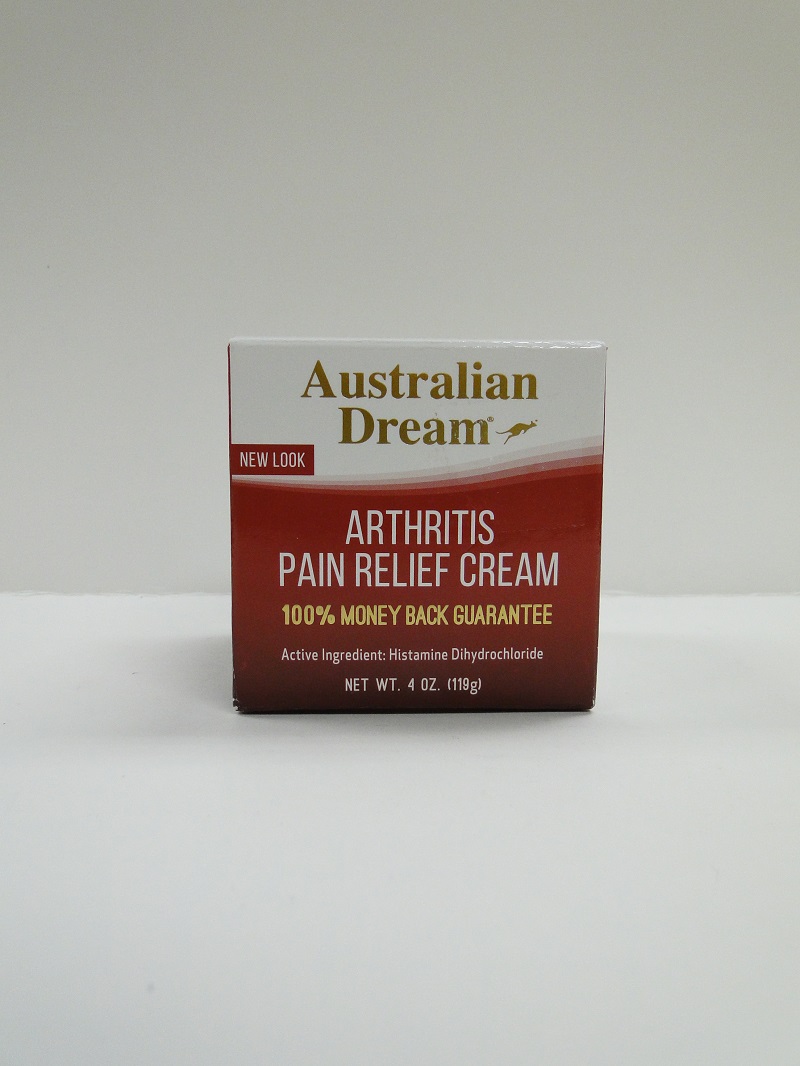 Australian
Dream®
NEW LOOK
ARTHRITIS
PAIN RELIEF CREAM
100% MONEY BACK GUARANTEE
Active Ingredient: Histamine Dihydrochloride
NET WT. 4 OZ. (119g)